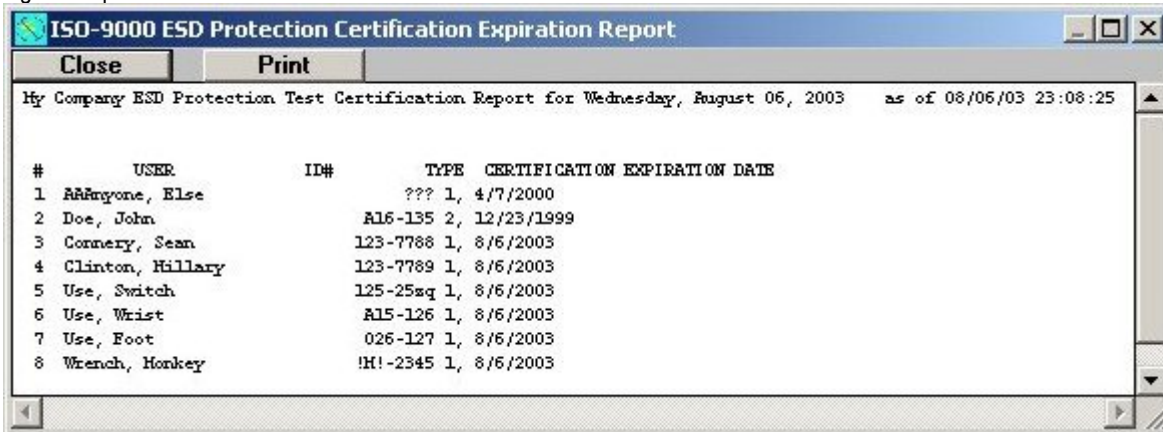 ISO-9000 ESD Protection Certification Expiration Report
Close Print
My Company ESD Protection Test Certification Report for Wednesday, August 06, 2003 as of 08/06/03 23:08:25
# USER ID# TYPE CERTIFICATION EXPIRATION DATE
1 AAAnyone, Else ??? 1, 4/7/2000
2 Doe, John A16-135 2, 12/23/1999
3 Connery, Sean 123-7788 1, 8/6/2003
4 Clinton, Hillary 123-7789 1, 8/6/2003
5 Use, Switch 125-25sq 1, 8/6/2003
6 Use, Wrist A15-126 1, 8/6/2003
7 Use, Foot 026-127 1, 8/6/2003
8 Wrench, Monkey !M!-2345 1, 8/6/2003